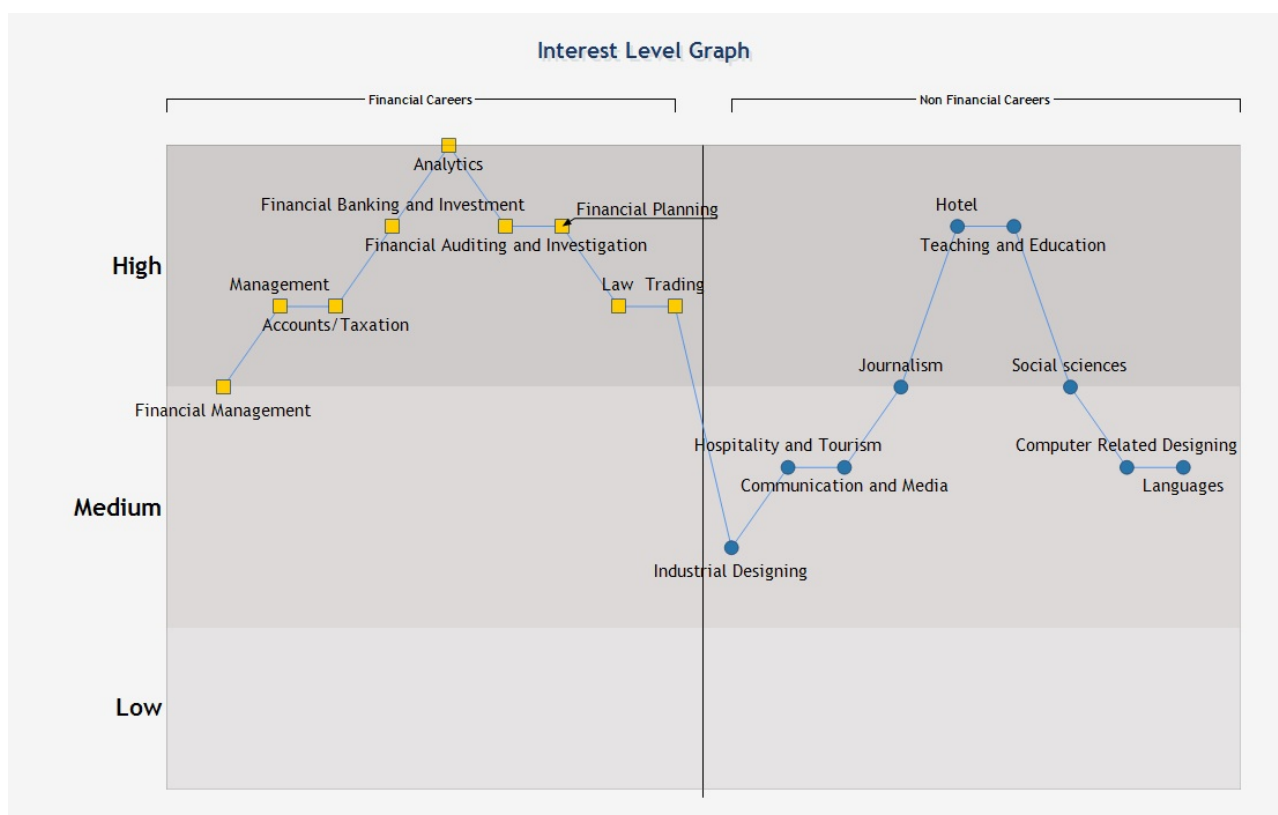 Interest Level Graph
Financial Careers
Non Financial Careers
Analytics
Financial Banking and Investment
Financial Planning
Hotel
Financial Auditing and Investigation
Teaching and Education
High
Management
Law
Trading
Accounts/Taxation
Journalism
Social sciences
Financial Management
Hospitality and Tourism
Computer Related Designing
Communication and Media
Languages
Medium
Industrial Designing
Low